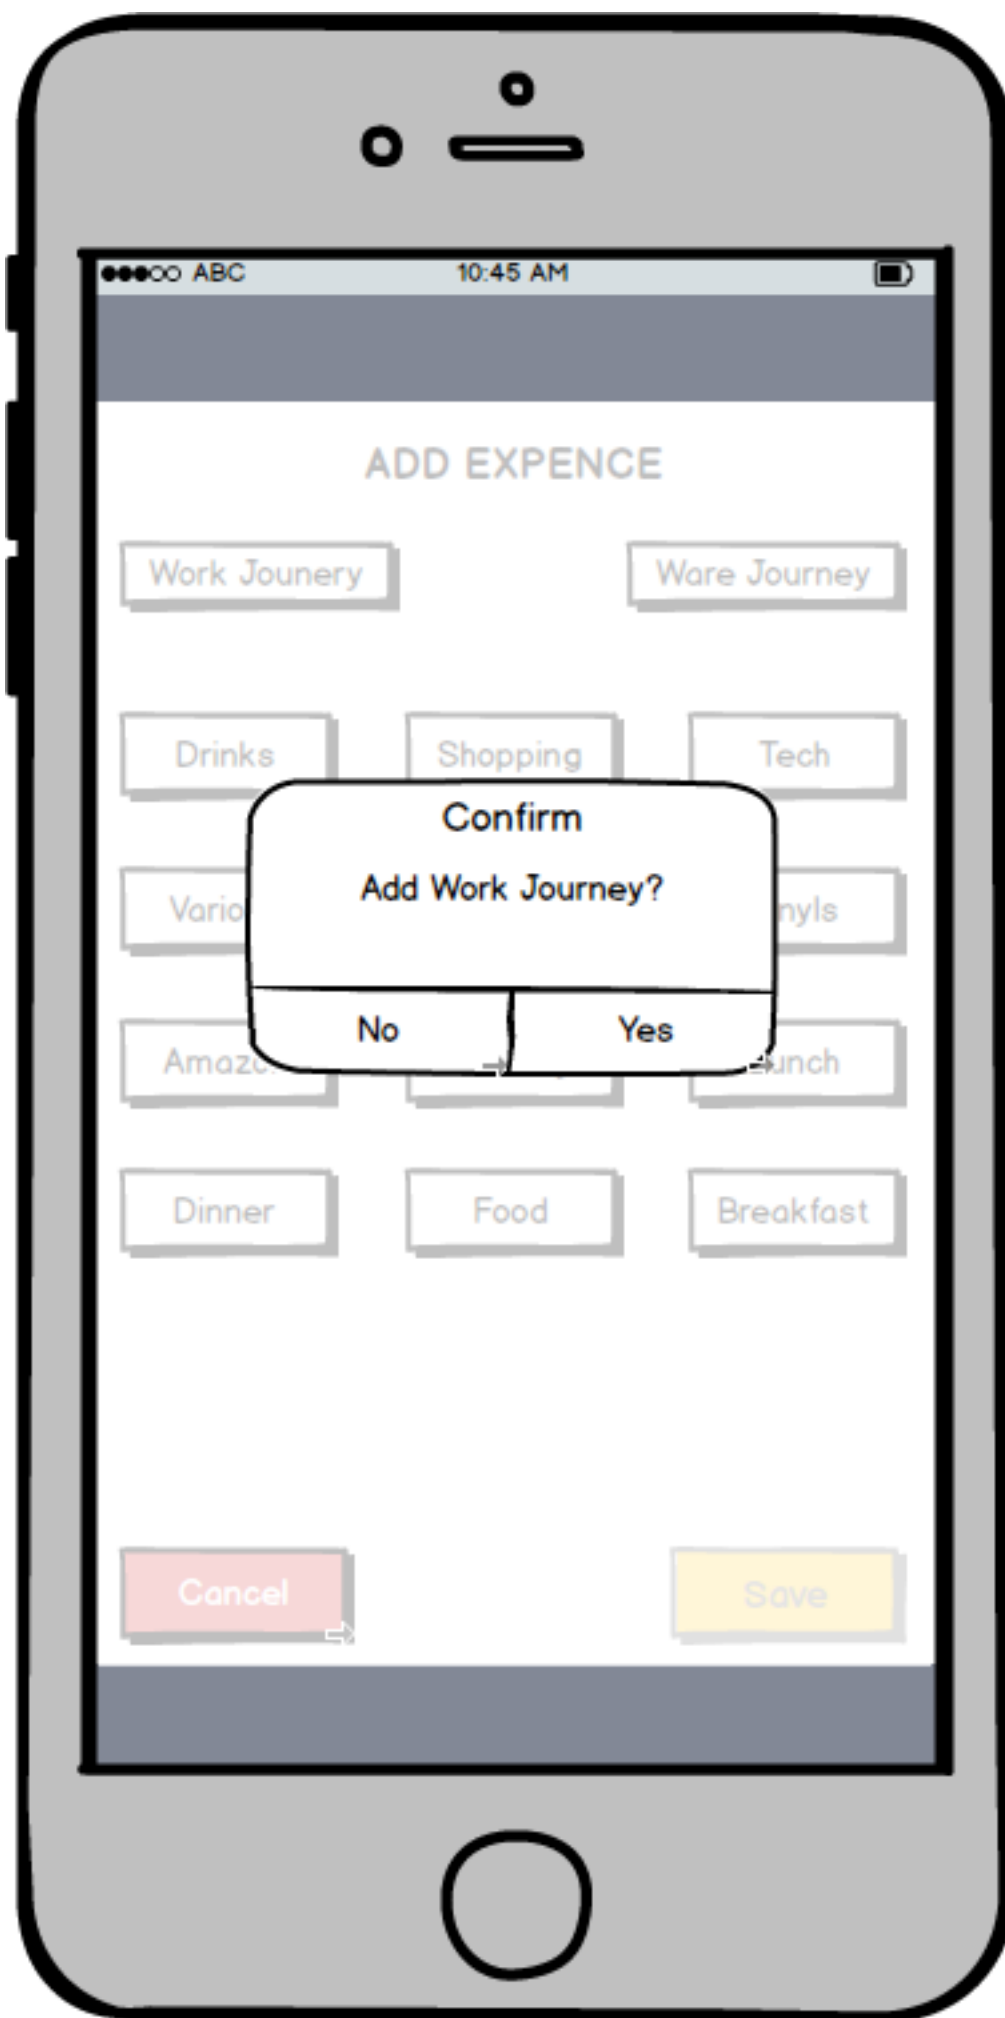 ABC 10:45 AM
ADD EXPENCE
Work Jounery Ware Journey
Drinks Shopping Tech
Confirm
Add Work Journey?
No Yes
Dinner Food Breakfast
Cancel Save